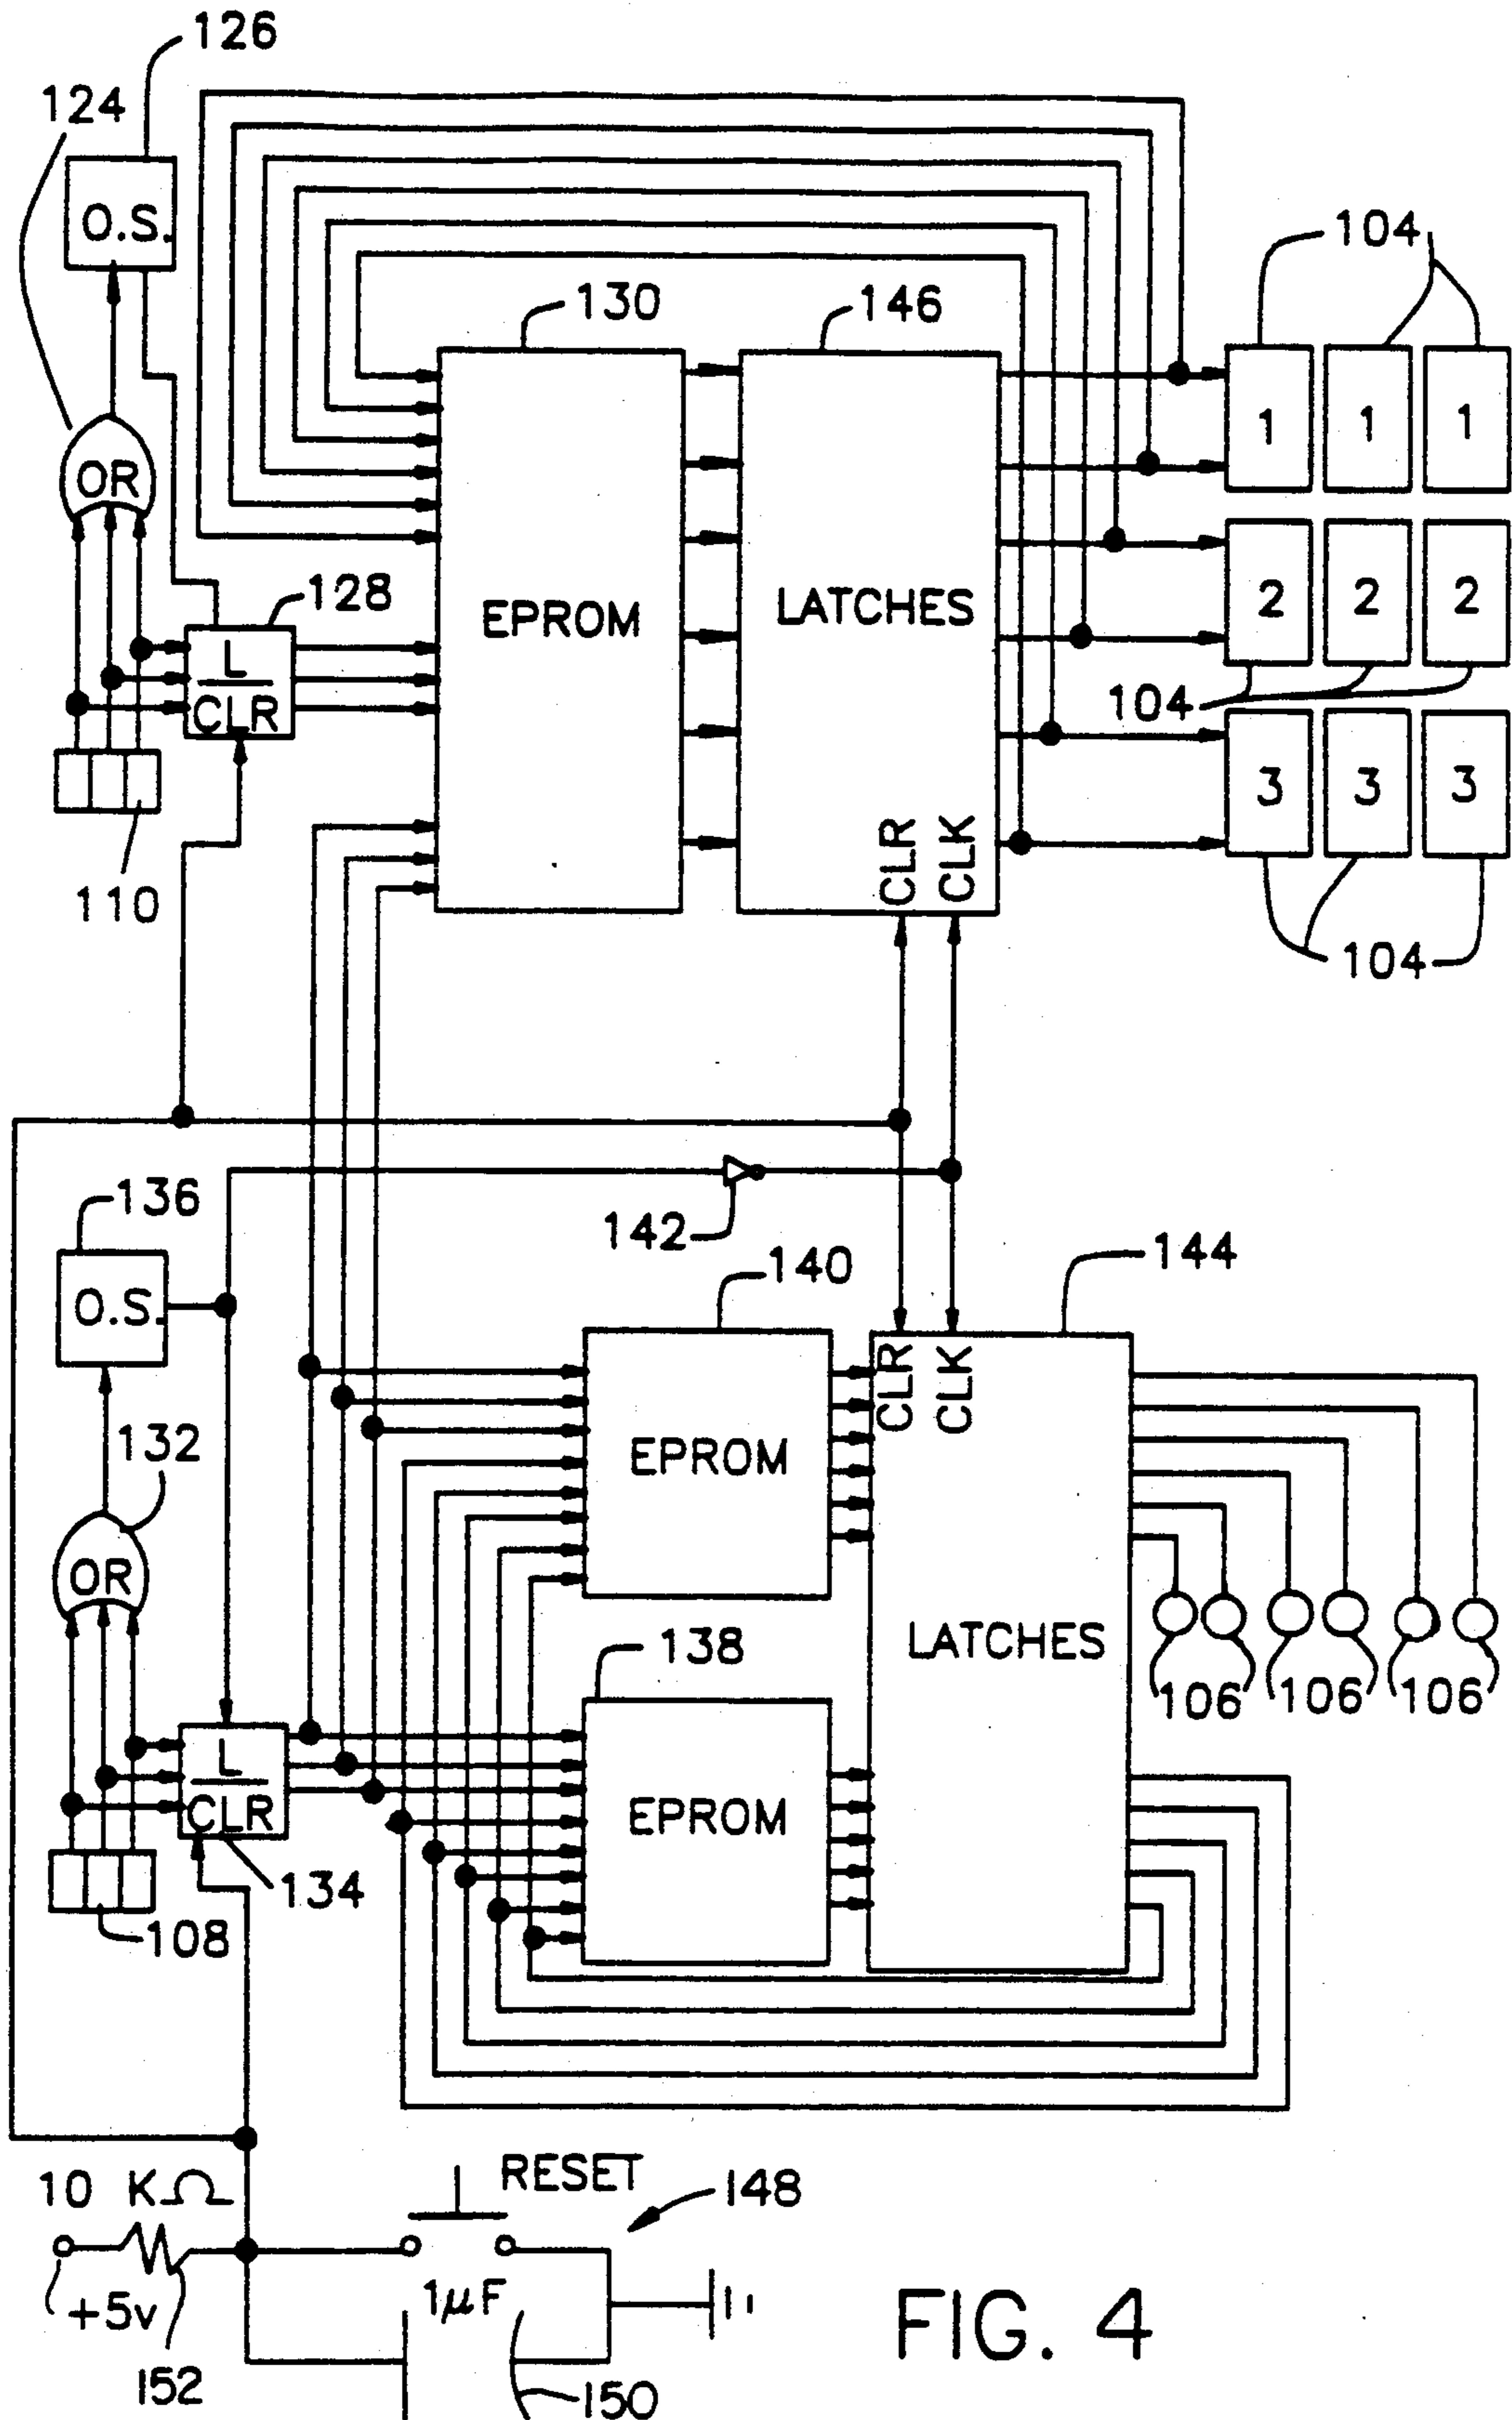 126
124
O.S.
104
130
146
1 1 1
OR
EPROM
LATCHES
128
2 2 2
L
CLR
104
3 3 3
CLR
CLK
110
104
136
142
140
144
O.S.
CLR
CLK
132
EPROM
OR
LATCHES
138
106 106 106
L
CLR
EPROM
134
108
RESET
10 KΩ
148
+5v
1µF
FIG. 4
152
150